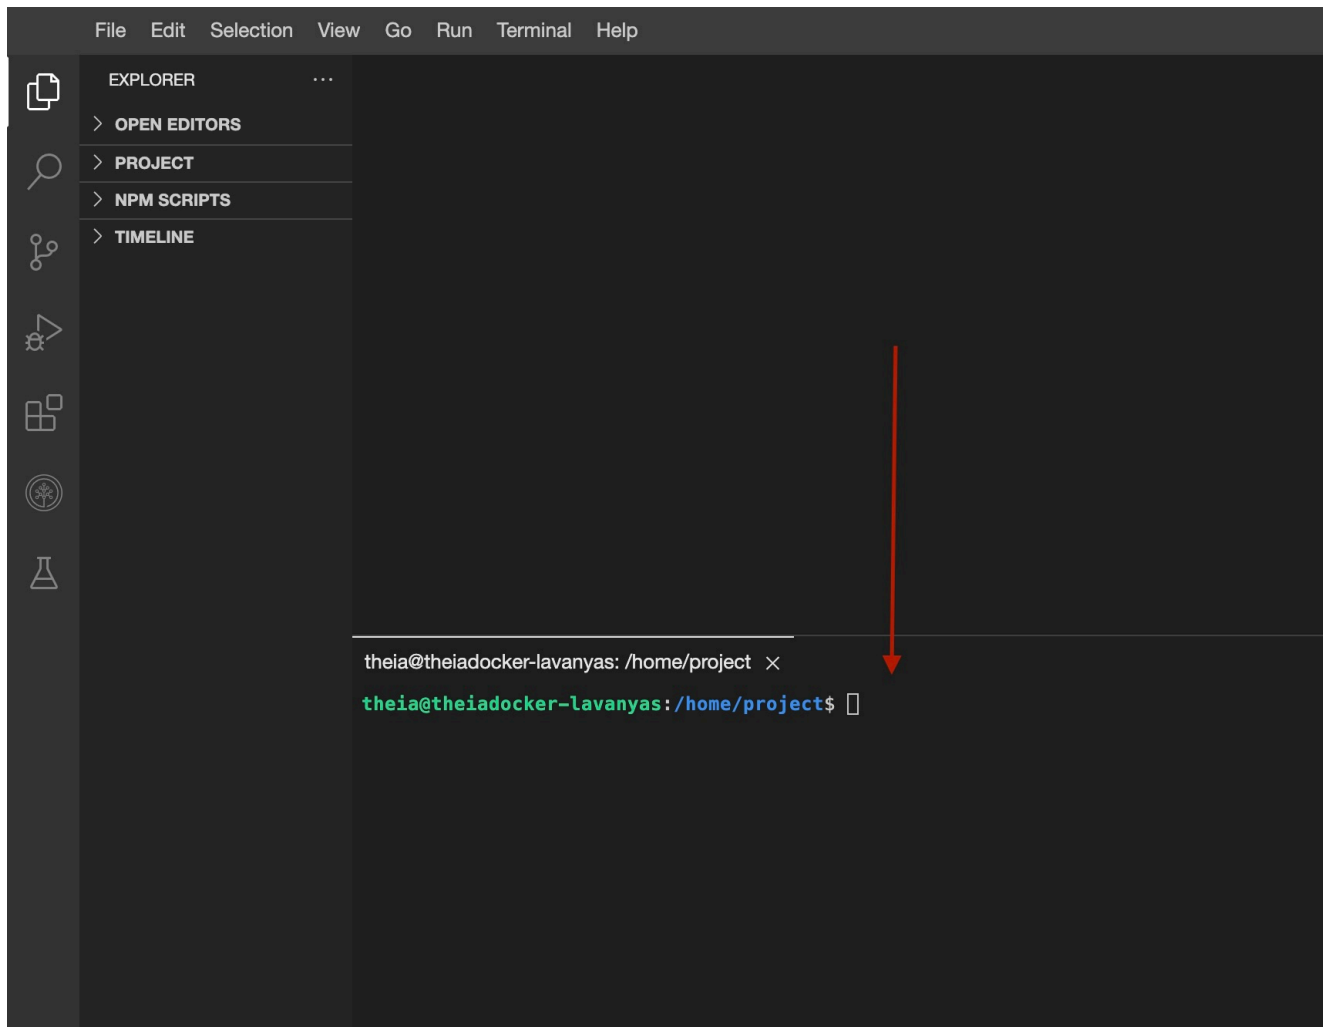 File Edit Selection View Go Run Terminal Help
EXPLORER ...
OPEN EDITORS
PROJECT
NPM SCRIPTS
TIMELINE
theia@theiadocker-lavanyas: /home/project
theia@theiadocker-lavanyas:/home/project$